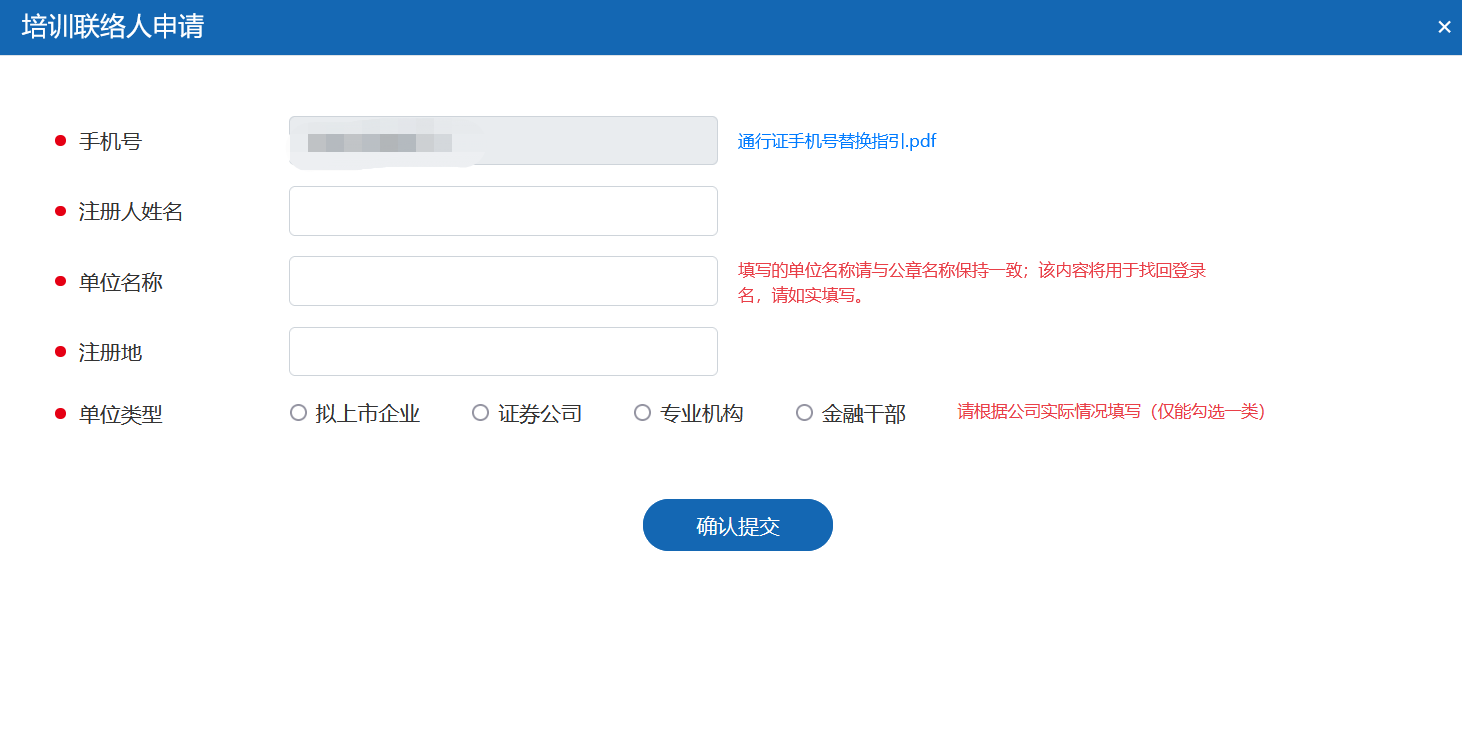 培训联络人申请
×
手机号
通行证手机号替换指引.pdf
注册人姓名
单位名称
填写的单位名称请与公章名称保持一致；该内容将用于找回登录
名，请如实填写。
注册地
单位类型 拟上市企业 证券公司 专业机构 金融干部 请根据公司实际情况填写（仅能勾选一类）
确认提交